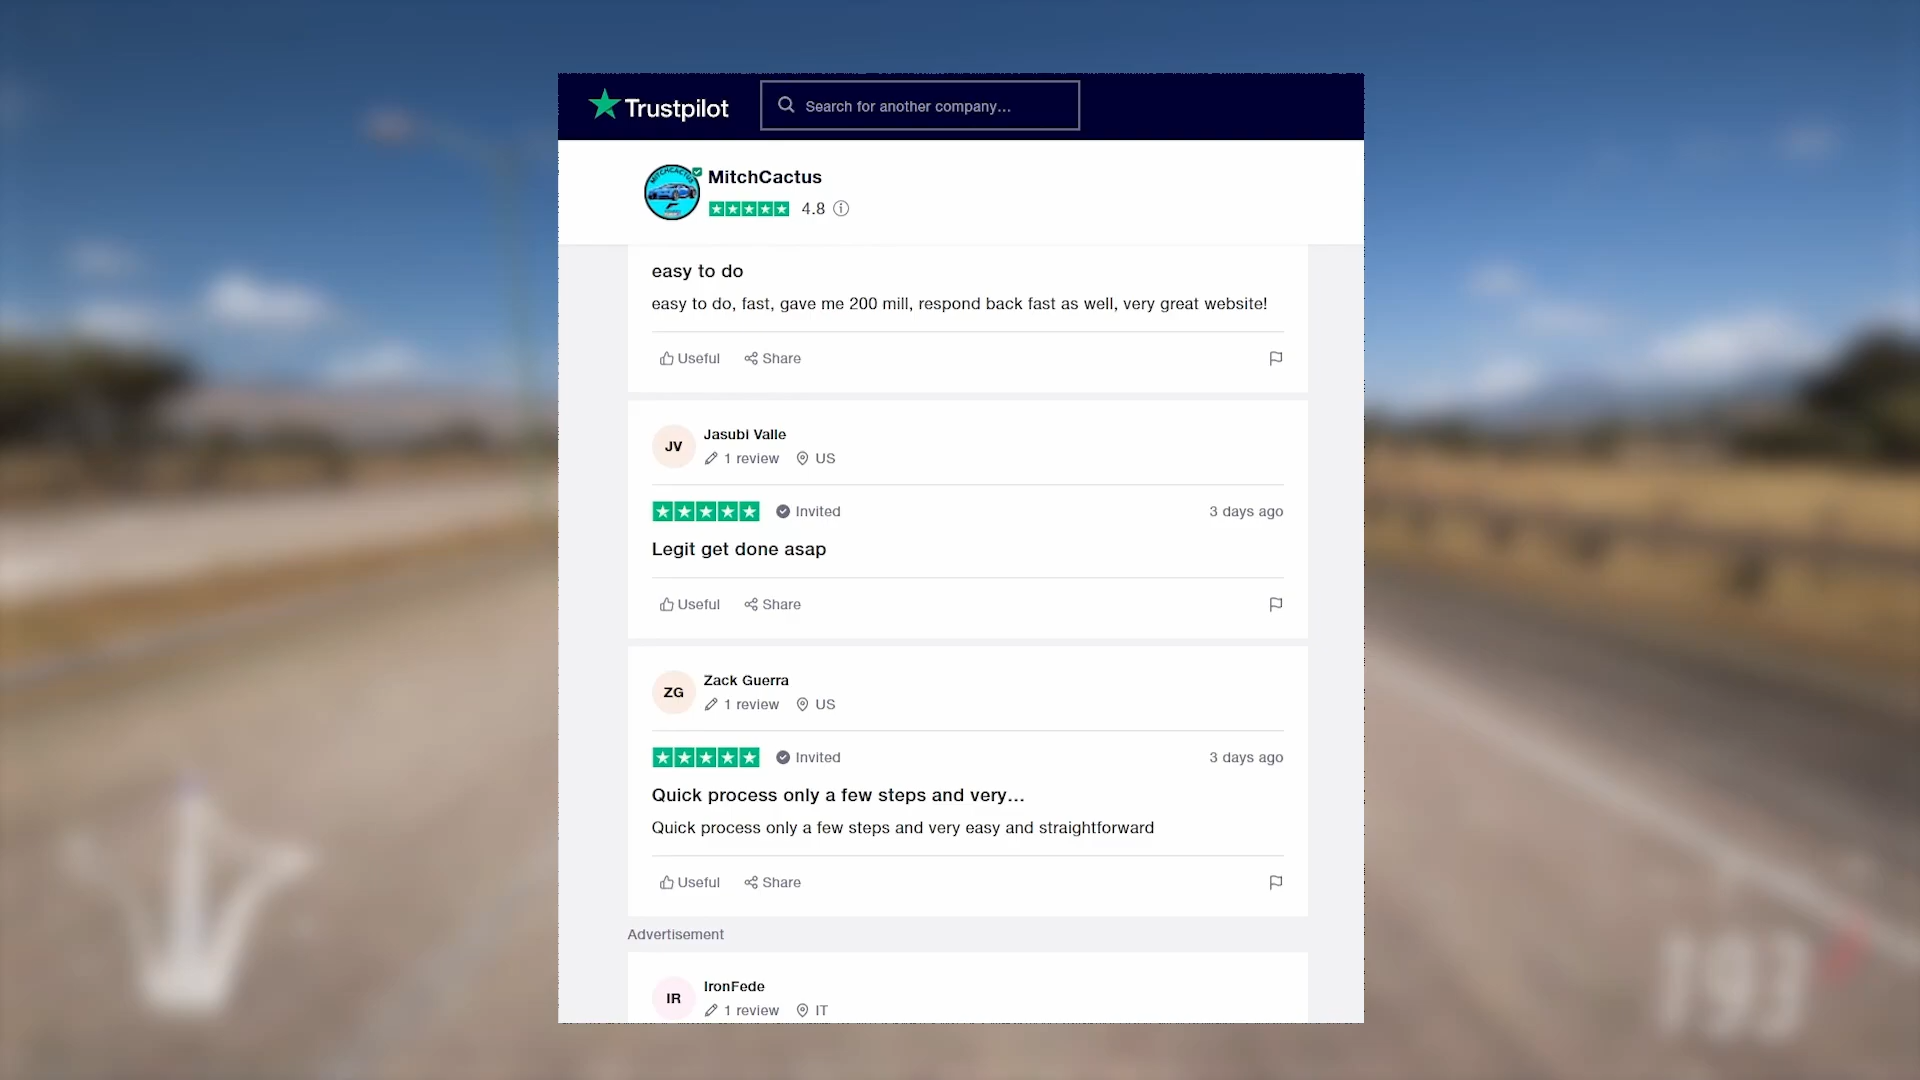 Trustpilot
Search for another company...
MITCHCACTUS
MitchCactus
4.8
easy to do
easy to do, fast, gave me 200 mill, respond back fast as well, very great website!
Useful Share
JV
Jasubi Valle
1 review US
Invited
3 days ago
Legit get done asap
Useful Share
ZG
Zack Guerra
1 review US
Invited
3 days ago
Quick process only a few steps and very...
Quick process only a few steps and very easy and straightforward
Useful Share
Advertisement
IR
IronFede
1 review IT
193